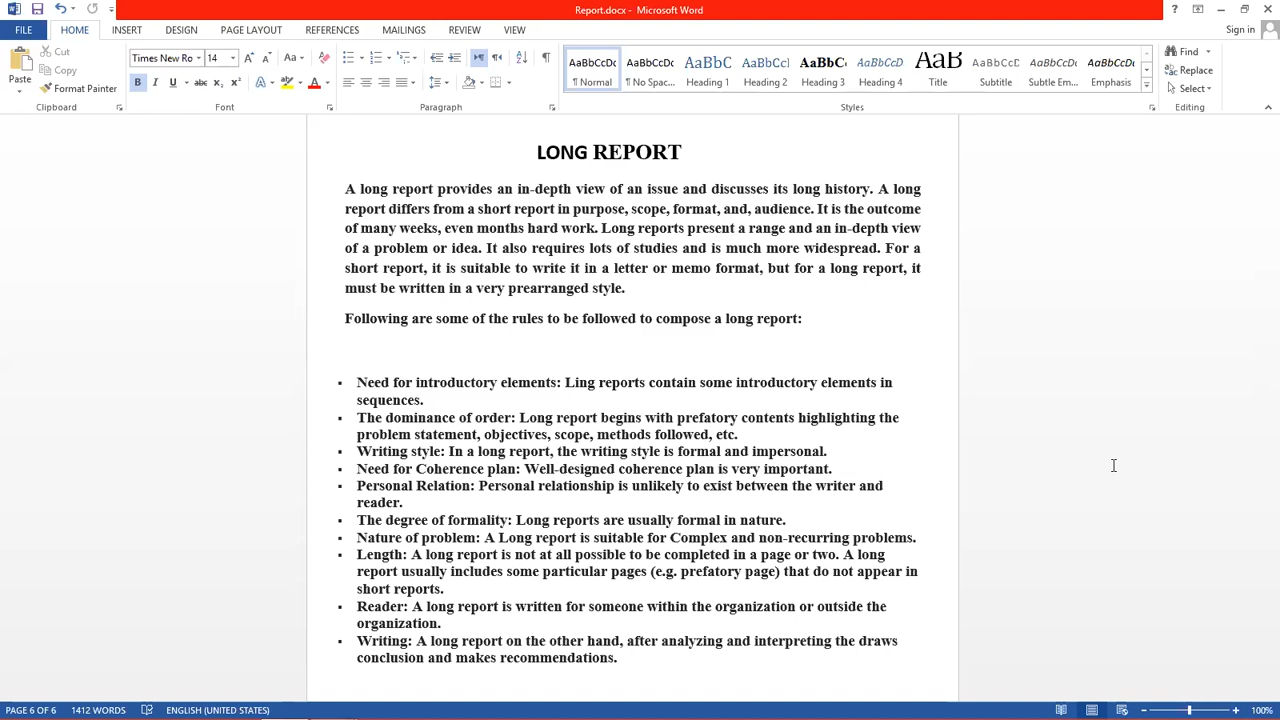 Report.docx - Microsoft Word
Sign in
FILE HOME INSERT DESIGN PAGE LAYOUT REFERENCES MAILINGS REVIEW VIEW
Paste
Cut
Copy
Format Painter
Clipboard
Times New Ro 14
Font
Paragraph
AaBbCcDc AaBbCcDc AaBbC AaBbCcI AaBbC AaBbCcD AaB AaBbCcD AaBbCcDc AaBbCcDc
¶ Normal ¶ No Spac... Heading 1 Heading 2 Heading 3 Heading 4 Title Subtitle Subtle Em... Emphasis
Styles
Find
Replace
Select
Editing
LONG REPORT
A long report provides an in-depth view of an issue and discusses its long history. A long
report differs from a short report in purpose, scope, format, and, audience. It is the outcome
of many weeks, even months hard work. Long reports present a range and an in-depth view
of a problem or idea. It also requires lots of studies and is much more widespread. For a
short report, it is suitable to write it in a letter or memo format, but for a long report, it
must be written in a very prearranged style.
Following are some of the rules to be followed to compose a long report:
▪ Need for introductory elements: Ling reports contain some introductory elements in
sequences.
▪ The dominance of order: Long report begins with prefatory contents highlighting the
problem statement, objectives, scope, methods followed, etc.
▪ Writing style: In a long report, the writing style is formal and impersonal.
▪ Need for Coherence plan: Well-designed coherence plan is very important.
▪ Personal Relation: Personal relationship is unlikely to exist between the writer and
reader.
▪ The degree of formality: Long reports are usually formal in nature.
▪ Nature of problem: A Long report is suitable for Complex and non-recurring problems.
▪ Length: A long report is not at all possible to be completed in a page or two. A long
report usually includes some particular pages (e.g. prefatory page) that do not appear in
short reports.
▪ Reader: A long report is written for someone within the organization or outside the
organization.
▪ Writing: A long report on the other hand, after analyzing and interpreting the draws
conclusion and makes recommendations.
PAGE 6 OF 6 1412 WORDS ENGLISH (UNITED STATES) 100%